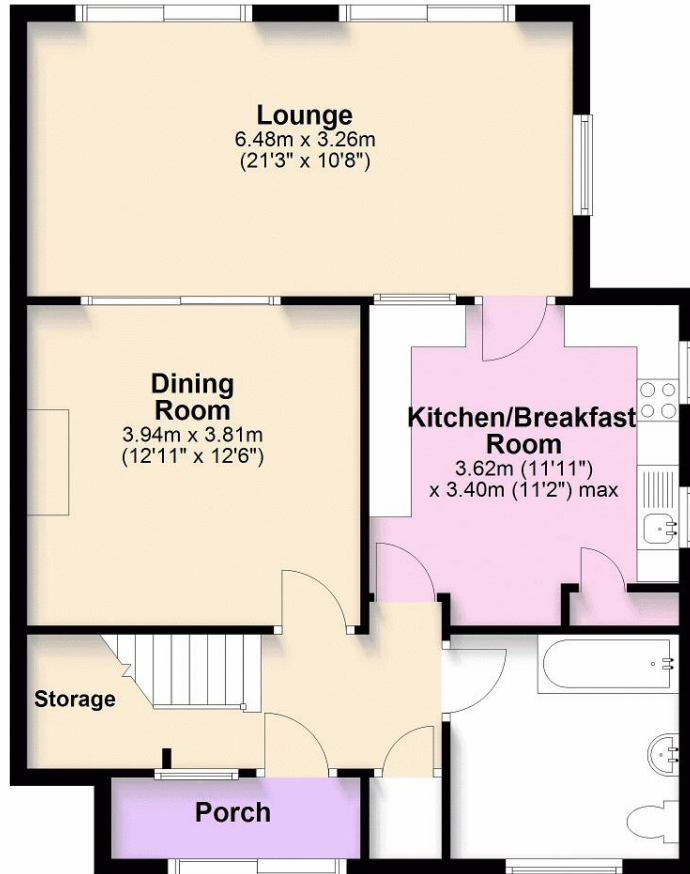 Lounge
6.48m x 3.26m
(21'3" x 10'8")
Dining
Room
3.94m x 3.81m
(12'11" x 12'6")
Kitchen/Breakfast
Room
3.62m (11'11")
x 3.40m (11'2") max
Storage
Porch